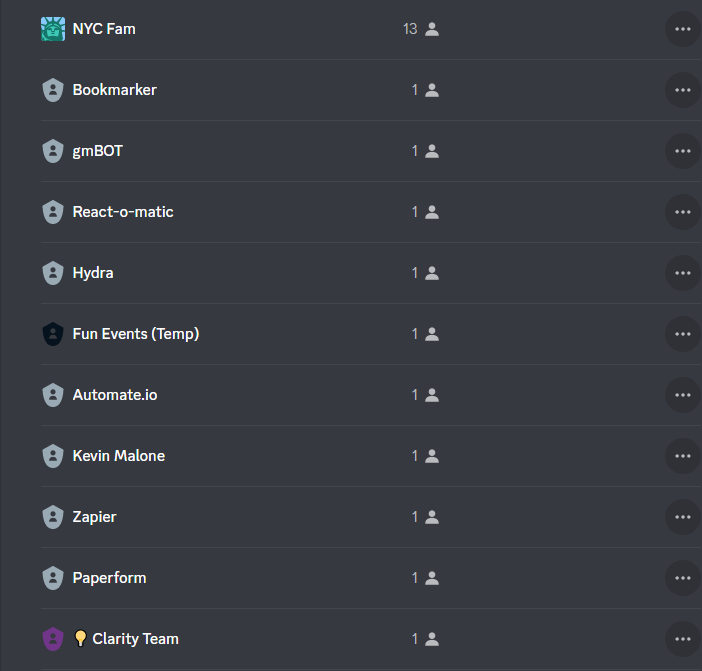 NYC Fam 13
Bookmarker 1
gmBOT 1
React-o-matic 1
Hydra 1
Fun Events (Temp) 1
Automate.io 1
Kevin Malone 1
Zapier 1
Paperform 1
💡 Clarity Team 1